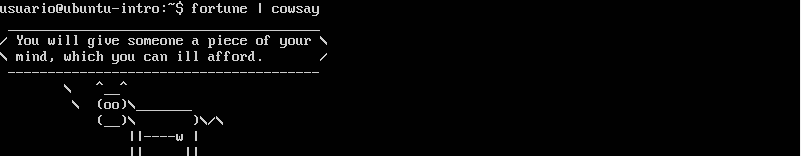 usuario@ubuntu-intro:~$ fortune | cowsay
 _______________________________________
/ You will give someone a piece of your \
\ mind, which you can ill afford.       /
 ---------------------------------------
        \   ^__^
         \  (oo)\_______
            (__)\       )\/\
                ||----w |
                ||     ||